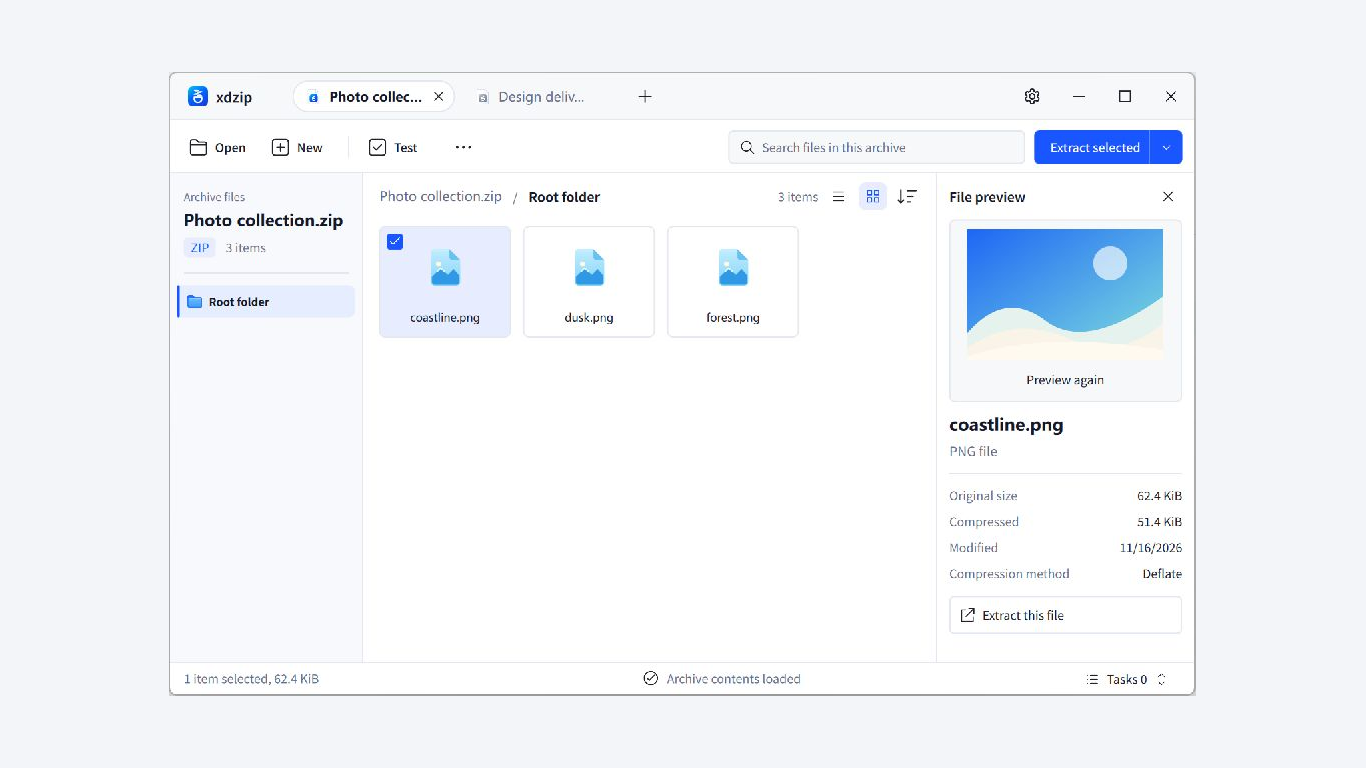 xdzip
Photo collec...
Design deliv...
Open
New
Test
Search files in this archive
Extract selected
Archive files
Photo collection.zip
ZIP
3 items
Root folder
Photo collection.zip / Root folder
3 items
coastline.png
dusk.png
forest.png
File preview
Preview again
coastline.png
PNG file
Original size 62.4 KiB
Compressed 51.4 KiB
Modified 11/16/2026
Compression method Deflate
Extract this file
1 item selected, 62.4 KiB
Archive contents loaded
Tasks 0